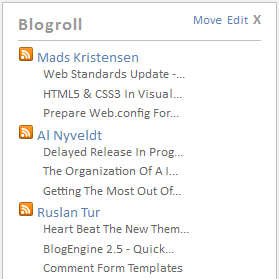 Blogroll Move Edit X
Mads Kristensen
Web Standards Update -...
HTML5 & CSS3 In Visual...
Prepare Web.config For...
Al Nyveldt
Delayed Release In Prog...
The Organization Of A I...
Getting The Most Out Of...
Ruslan Tur
Heart Beat The New Them...
BlogEngine 2.5 - Quick...
Comment Form Templates